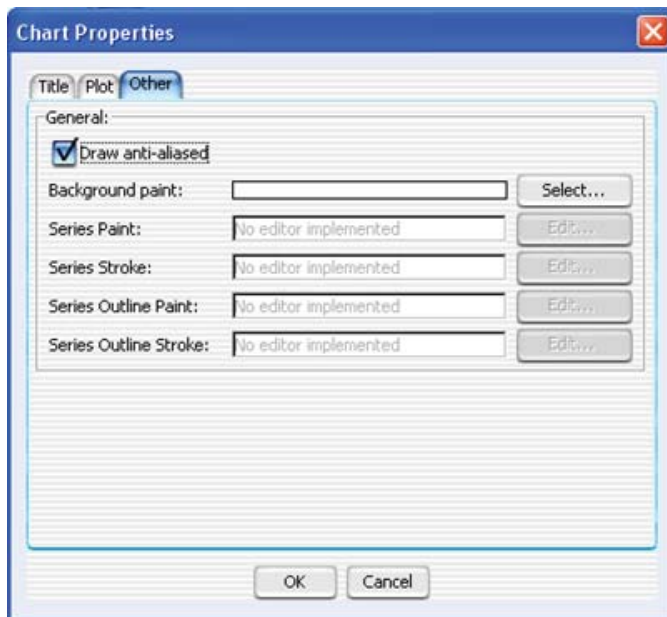 Chart Properties
Title Plot Other
General:
Draw anti-aliased
Background paint: Select...
Series Paint: No editor implemented Edit...
Series Stroke: No editor implemented Edit...
Series Outline Paint: No editor implemented Edit...
Series Outline Stroke: No editor implemented Edit...
OK Cancel